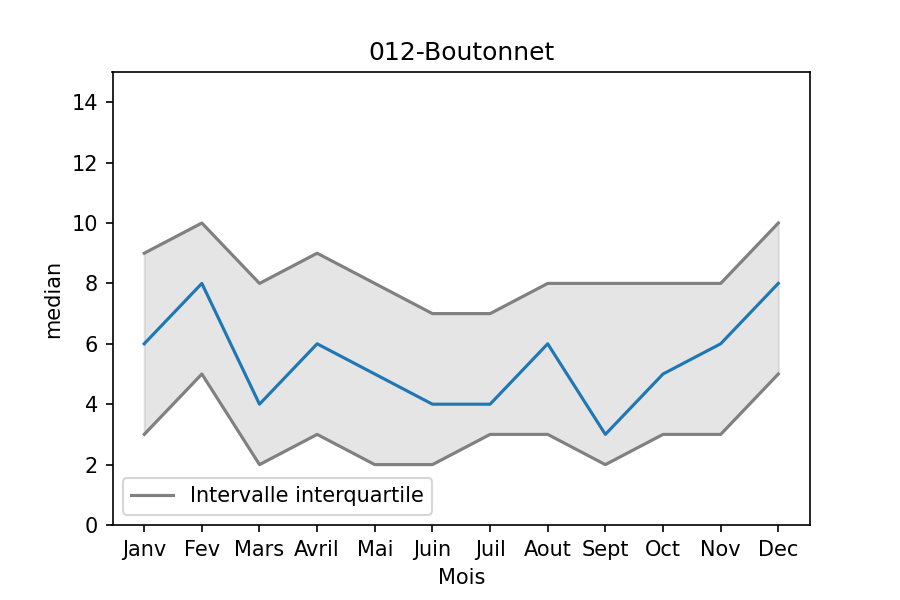 012-Boutonnet
14
12
10
8
6
4
2
0
median
Intervalle interquartile
Janv Fev Mars Avril Mai Juin Juil Aout Sept Oct Nov Dec
Mois